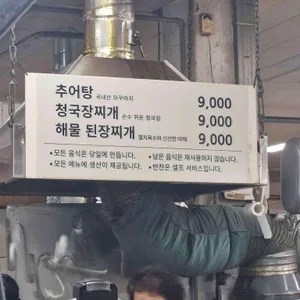 추어탕 국내산 미꾸라지 9,000
청국장찌개 손수 띄운 청국장 9,000
해물 된장찌개 멸치육수와 신선한 야채 9,000
• 모든 음식은 당일에 만듭니다. • 남은 음식은 재사용하지 않습니다.
• 모든 메뉴에 생선이 제공됩니다. • 반찬은 셀프 서비스입니다.